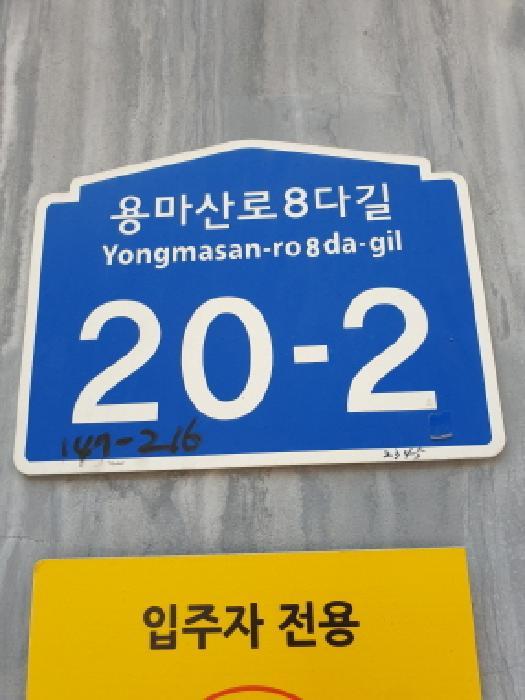 용마산로8다길
Yongmasan-ro 8da-gil
20-2
147-216
입주자 전용